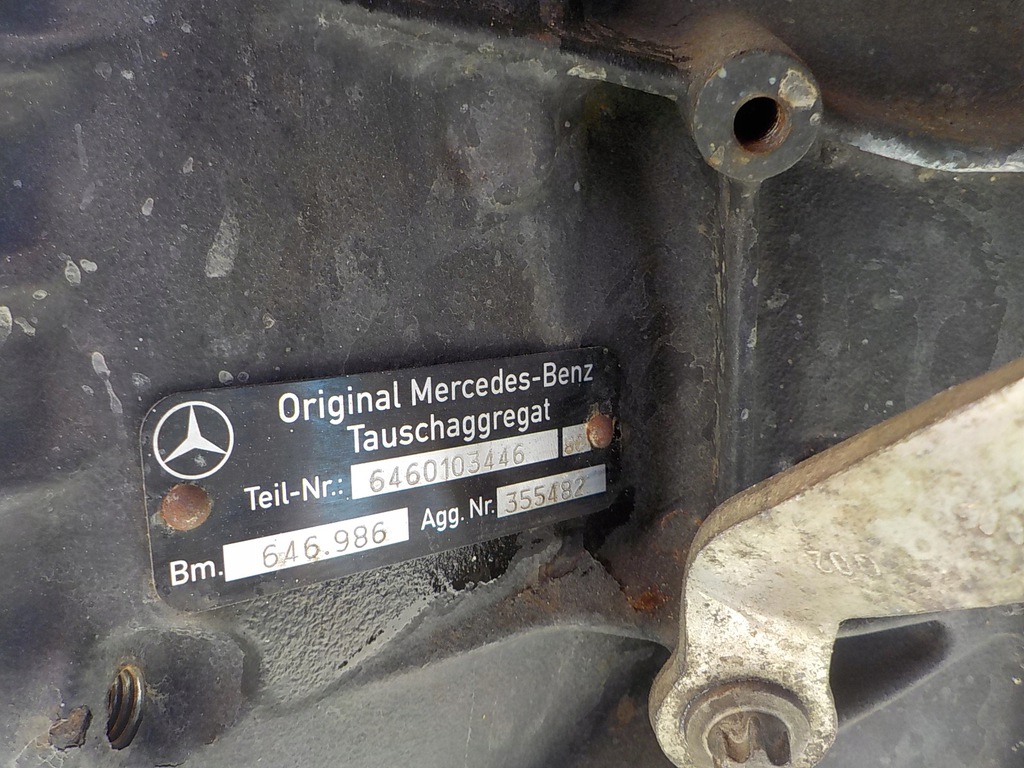 Original Mercedes-Benz
Tauschaggregat
Teil-Nr.: 6460103446
Bm. 646.986 Agg. Nr. 355482